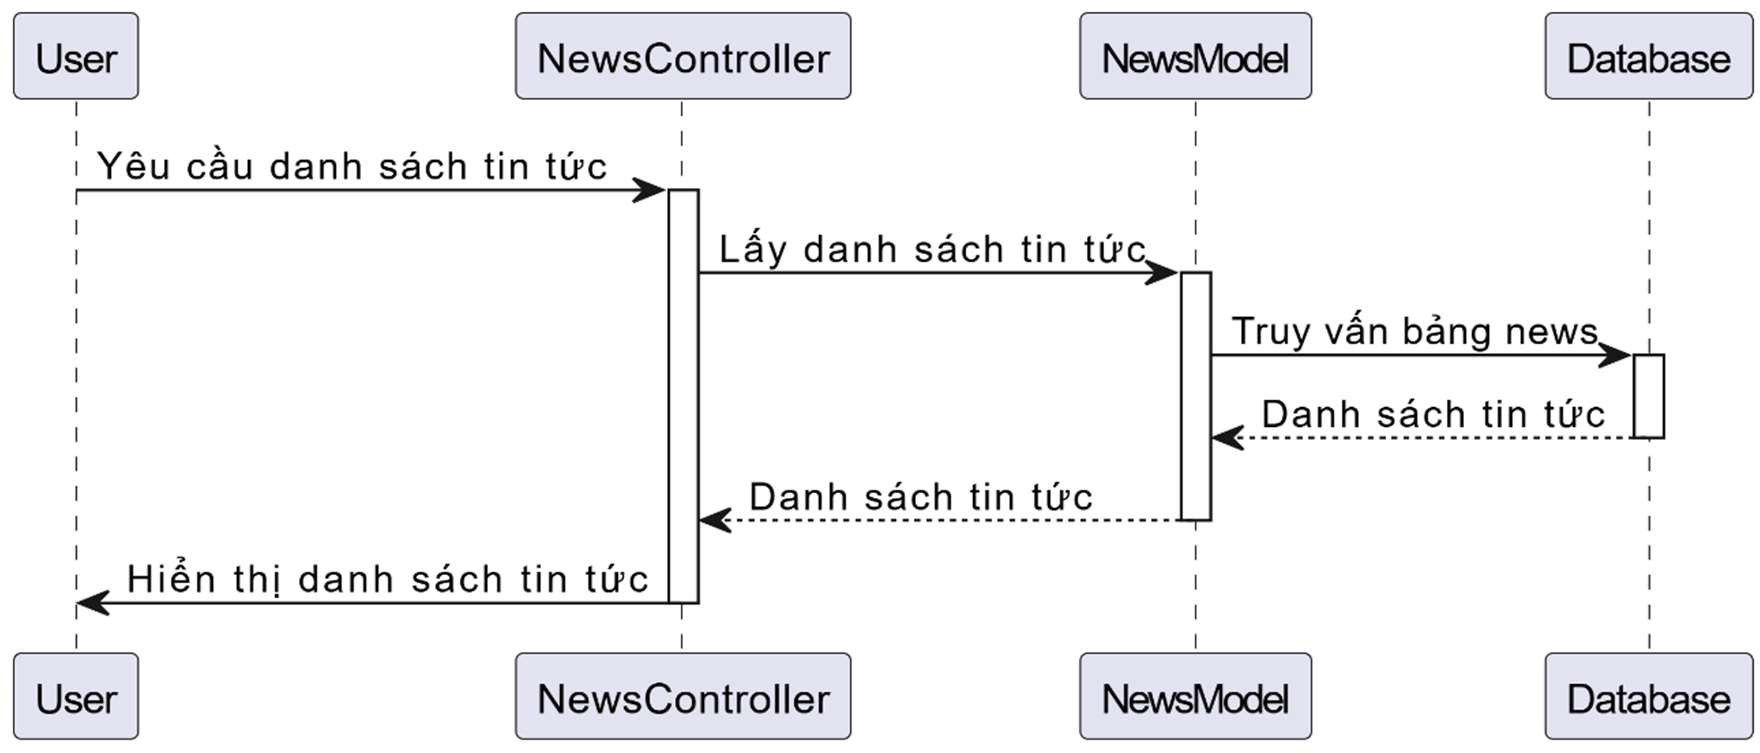 User
NewsController
NewsModel
Database
Yêu cầu danh sách tin tức
Lấy danh sách tin tức
Truy vấn bảng news
Danh sách tin tức
Danh sách tin tức
Hiển thị danh sách tin tức
User
NewsController
NewsModel
Database